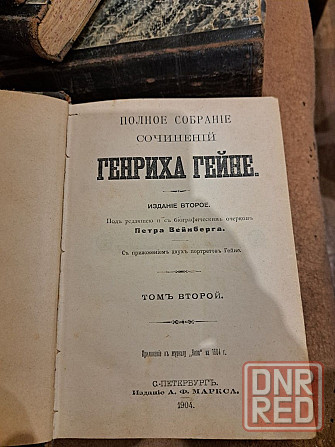 ПОЛНОЕ СОБРАНІЕ
СОЧИНЕНІЙ
ГЕНРИХА ГЕЙНЕ.
ИЗДАНІЕ ВТОРОЕ.
Подъ редакціею и съ біографическимъ очеркомъ
Петра Вейнберга.
Съ приложеніемъ двухъ портретовъ Гейне.
ТОМЪ ВТОРОЙ.
Приложеніе къ журналу „Нива“ на 1904 г.
С.-ПЕТЕРБУРГЪ.
Изданіе А. Ф. МАРКСА.
1904.
DNR
RED